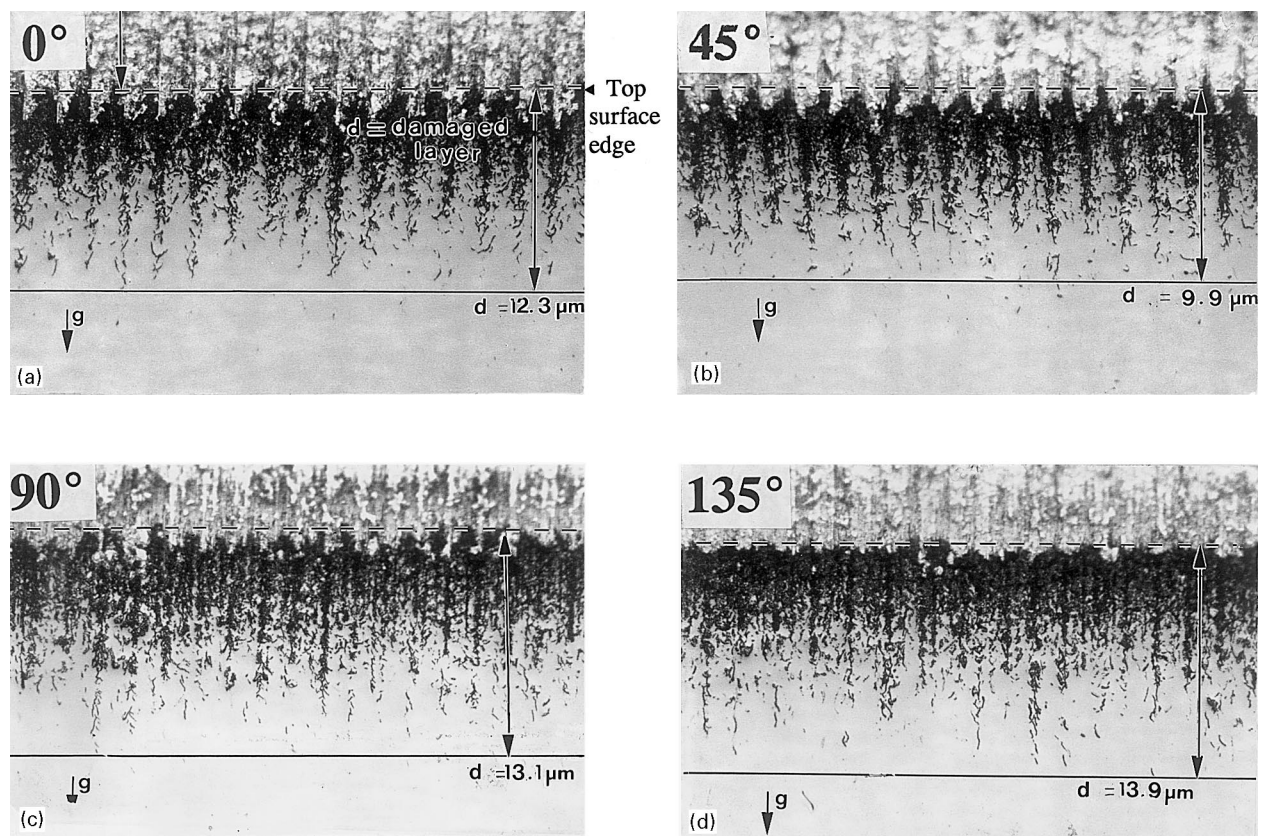 0°
d ≡ damaged
layer
d = 12.3 µm
g
(a)
◄ Top
surface
edge
45°
d = 9.9 µm
g
(b)
90°
d = 13.1 µm
g
(c)
135°
d = 13.9 µm
g
(d)